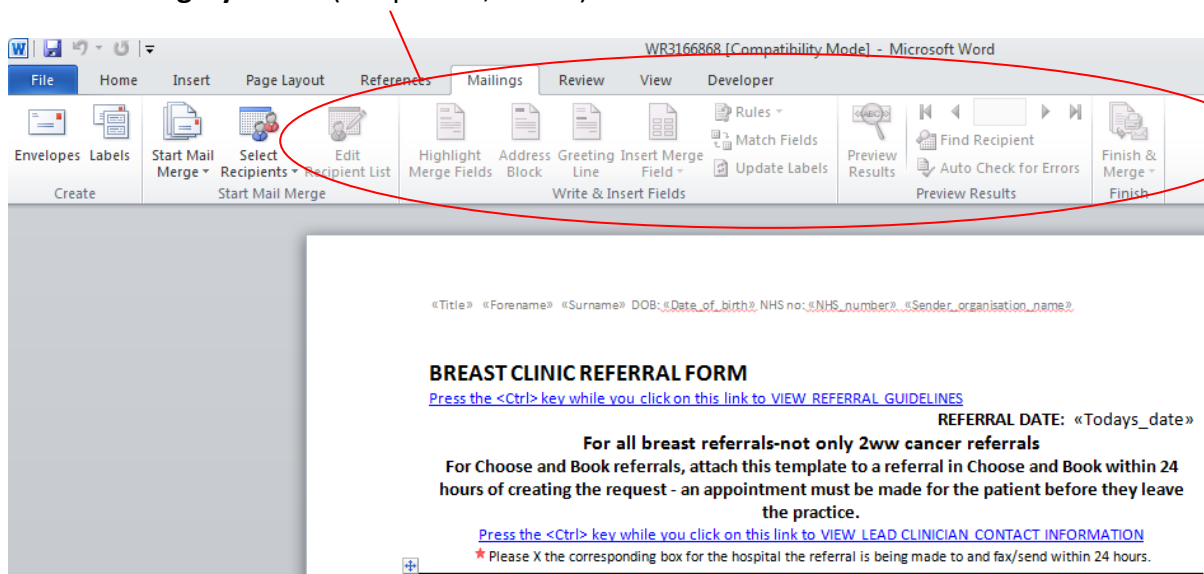 WR3166868 [Compatibility Mode] - Microsoft Word
File Home Insert Page Layout References Mailings Review View Developer
Envelopes Labels Start Mail Merge Select Recipients Edit Recipient List Highlight Merge Fields Address Block Greeting Line Insert Merge Field Rules Match Fields Update Labels Preview Results Find Recipient Auto Check for Errors Finish & Merge
Create Start Mail Merge Write & Insert Fields Preview Results Finish
«Title» «Forename» «Surname» DOB: «Date_of_birth» NHS no: «NHS_number» «Sender_organisation_name»
BREAST CLINIC REFERRAL FORM
Press the <Ctrl> key while you click on this link to VIEW REFERRAL GUIDELINES
REFERRAL DATE: «Todays_date»
For all breast referrals-not only 2ww cancer referrals
For Choose and Book referrals, attach this template to a referral in Choose and Book within 24
hours of creating the request - an appointment must be made for the patient before they leave
the practice.
Press the <Ctrl> key while you click on this link to VIEW LEAD CLINICIAN CONTACT INFORMATION
* Please X the corresponding box for the hospital the referral is being made to and fax/send within 24 hours.